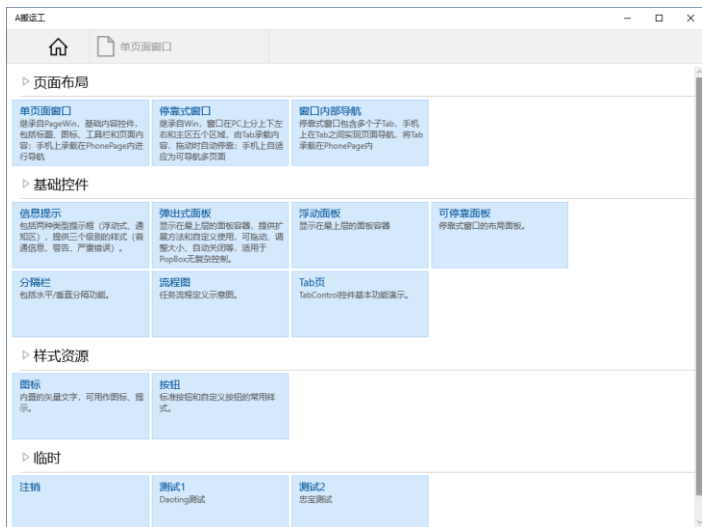 A搬运工
单页面窗口
页面布局
单页面窗口
继承自PageWin，基础内容控件，
包括标题、图标、工具栏和页面内
容；手机上承载在PhonePage内进
行导航
停靠式窗口
继承自Win，窗口在PC上分上下左
右和主区五个区域，由Tab承载内
容，拖动时自动停靠；手机上自适
应为可导航多页面
窗口内部导航
停靠式窗口包含多个子Tab，手机
上在Tab之间实现页面导航，将Tab
承载在PhonePage内
基础控件
信息提示
包括两种类型提示框（浮动式、通
知区），提供三个级别的样式（普
通信息、警告、严重错误）。
弹出式面板
显示在最上层的面板容器，提供扩
展方法和自定义使用，可拖动、调
整大小、自动关闭等，适用于
PopBox无复杂控制。
浮动面板
显示在最上层的面板容器
可停靠面板
停靠式窗口的布局面板。
分隔栏
包括水平/垂直分隔功能。
流程图
任务流程定义示意图。
Tab页
TabControl控件基本功能演示。
样式资源
图标
内置的矢量文字，可用作图标、提
示。
按钮
标准按钮和自定义按钮的常用样
式。
临时
注销
测试1
Daoting测试
测试2
忠宝测试